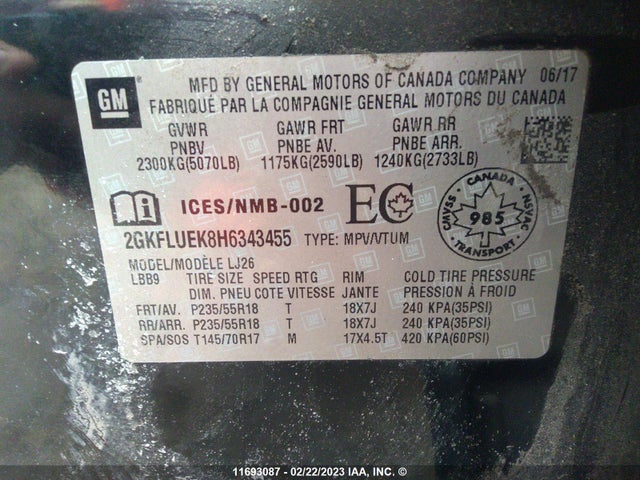 GM
MFD BY GENERAL MOTORS OF CANADA COMPANY 06/17
FABRIQUÉ PAR LA COMPAGNIE GENERAL MOTORS DU CANADA
GVWR GAWR FRT GAWR RR
PNBV PNBE AV. PNBE ARR.
2300KG(5070LB) 1175KG(2590LB) 1240KG(2733LB)
i ICES/NMB-002 EC
CANADA
CMVSS 985 NSVAC
TRANSPORT
2GKFLUEK8H6343455 TYPE: MPV/VTUM
MODEL/MODÈLE LJ26
LBB9 TIRE SIZE SPEED RTG RIM COLD TIRE PRESSURE
DIM. PNEU COTE VITESSE JANTE PRESSION À FROID
FRT/AV. P235/55R18 T 18X7J 240 KPA(35PSI)
RR/ARR. P235/55R18 T 18X7J 240 KPA(35PSI)
SPA/SOS T145/70R17 M 17X4.5T 420 KPA(60PSI)
11693087 - 02/22/2023 IAA, INC. ©